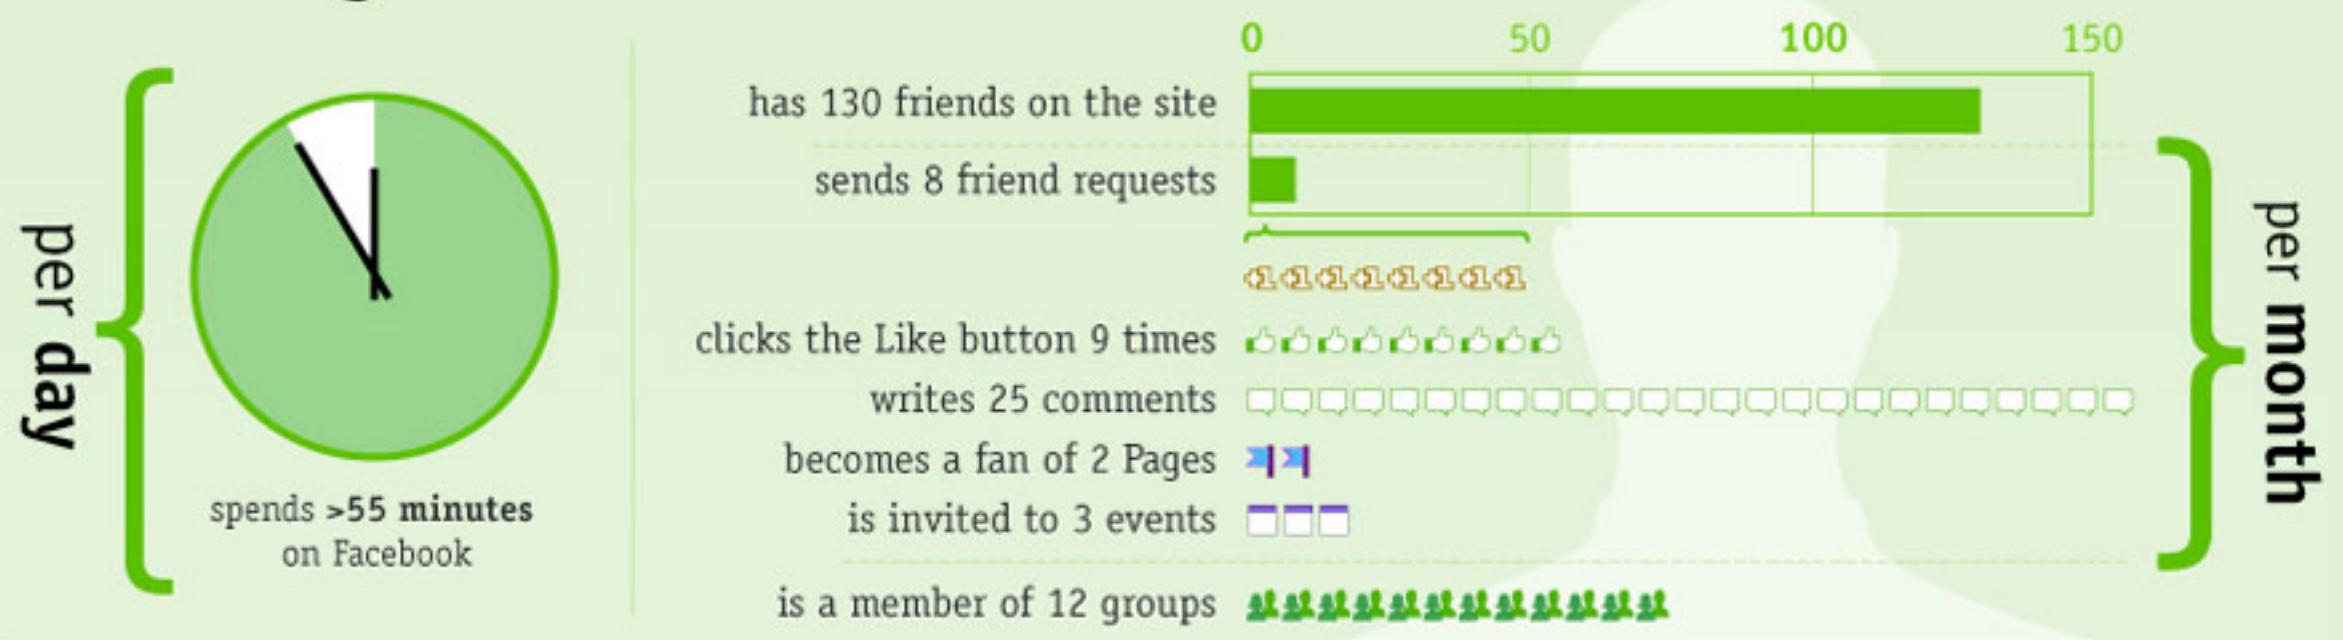 per day
spends >55 minutes
on Facebook
0 50 100 150
has 130 friends on the site
sends 8 friend requests
clicks the Like button 9 times
writes 25 comments
becomes a fan of 2 Pages
is invited to 3 events
is a member of 12 groups
per month